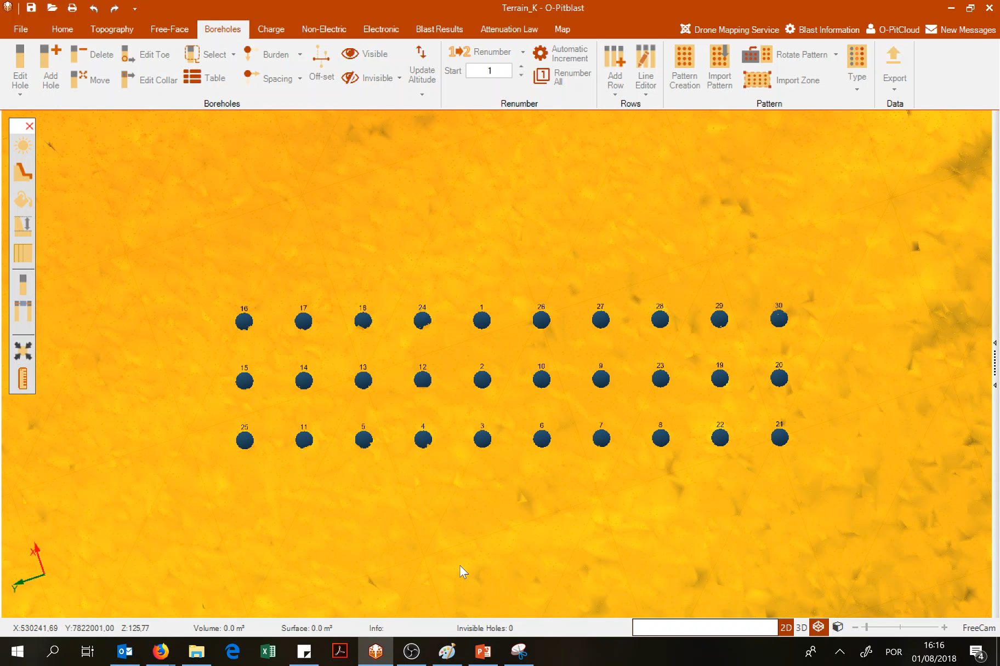 Terrain_K - O-Pitblast
File Home Topography Free-Face Boreholes Charge Non-Electric Electronic Blast Results Attenuation Law Map Drone Mapping Service Blast Information O-PitCloud New Messages
Edit Hole
Add Hole
Delete
Move
Edit Toe
Edit Collar
Select
Table
Burden
Spacing
Off-set
Visible
Invisible
Update Altitude
Boreholes
1 2 Renumber
Start 1
Automatic Increment
1 Renumber All
Renumber
Add Row
Line Editor
Rows
Pattern Creation
Import Pattern
Rotate Pattern
Import Zone
Type
Pattern
Export
Data
16 17 18 24 1 26 27 28 29 30
15 14 13 12 2 10 9 23 19 20
25 11 5 4 3 6 7 8 22 21
X
Y
X:530241,69 Y:7822001,00 Z:125,77 Volume: 0.0 m³ Surface: 0.0 m² Info: Invisible Holes: 0 2D 3D FreeCam
POR
16:16
01/08/2018
4